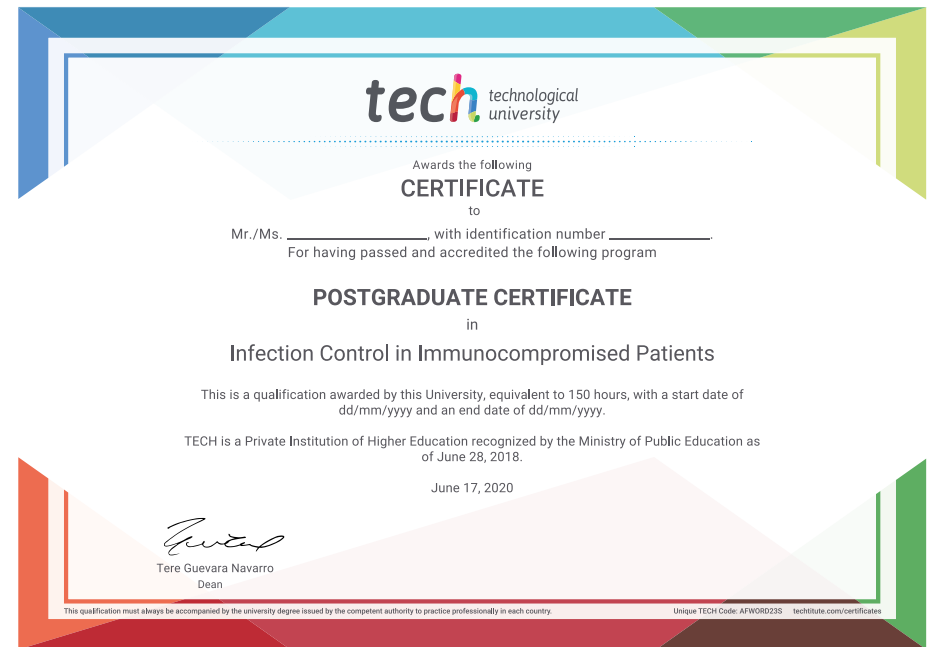 tech technological
university
Awards the following
CERTIFICATE
to
Mr./Ms. ____________________, with identification number ______________.
For having passed and accredited the following program
POSTGRADUATE CERTIFICATE
in
Infection Control in Immunocompromised Patients
This is a qualification awarded by this University, equivalent to 150 hours, with a start date of
dd/mm/yyyy and an end date of dd/mm/yyyy.
TECH is a Private Institution of Higher Education recognized by the Ministry of Public Education as
of June 28, 2018.
June 17, 2020
Tere Guevara Navarro
Dean
This qualification must always be accompanied by the university degree issued by the competent authority to practice professionally in each country. Unique TECH Code: AFWORD23S techtitute.com/certificates